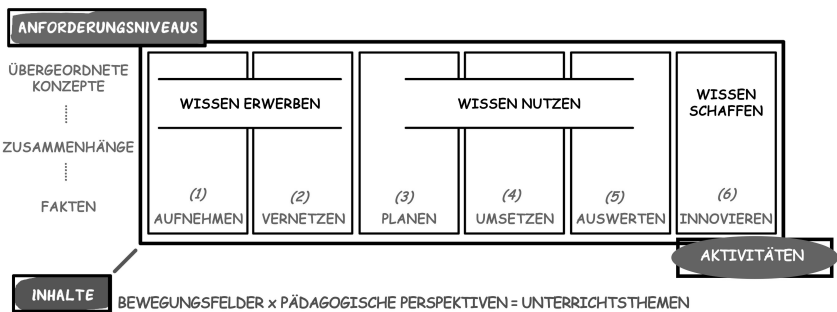 ANFORDERUNGSNIVEAUS
ÜBERGEORDNETE
KONZEPTE
ZUSAMMENHÄNGE
FAKTEN
WISSEN ERWERBEN
WISSEN NUTZEN
WISSEN
SCHAFFEN
(1)
AUFNEHMEN
(2)
VERNETZEN
(3)
PLANEN
(4)
UMSETZEN
(5)
AUSWERTEN
(6)
INNOVIEREN
AKTIVITÄTEN
INHALTE
BEWEGUNGSFELDER x PÄDAGOGISCHE PERSPEKTIVEN = UNTERRICHTSTHEMEN